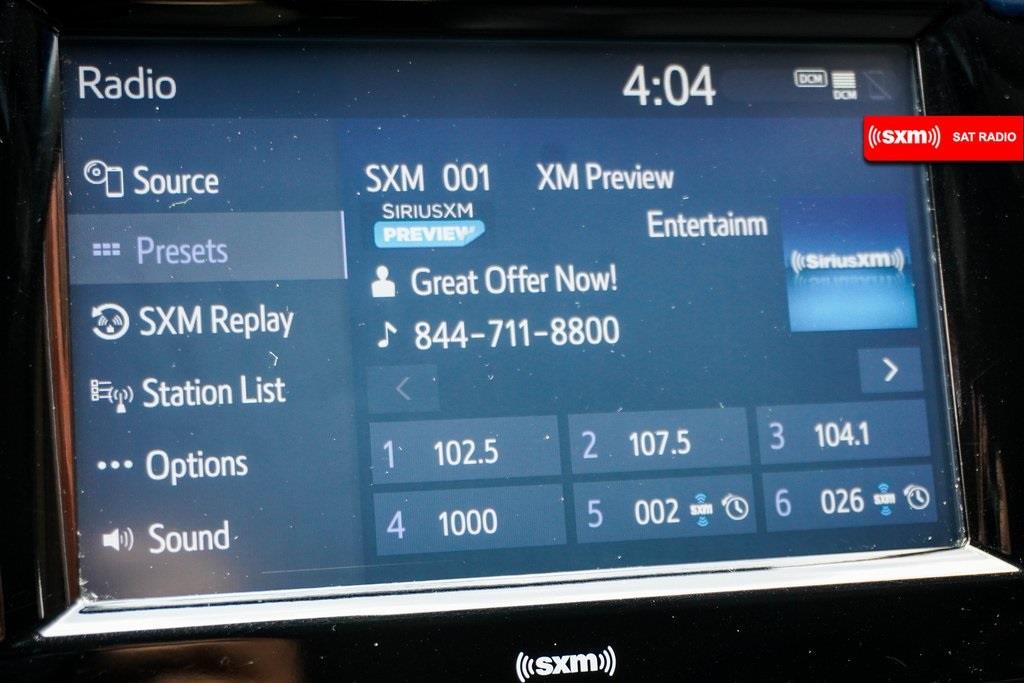 Radio
4:04
DCM
DCM
sxm SAT RADIO
Source
Presets
SXM Replay
Station List
Options
Sound
SXM 001 XM Preview
SIRIUSXM
PREVIEW
Entertainm
Great Offer Now!
844-711-8800
SiriusXM
1 102.5
2 107.5
3 104.1
4 1000
5 002 sxm
6 026 sxm
sxm